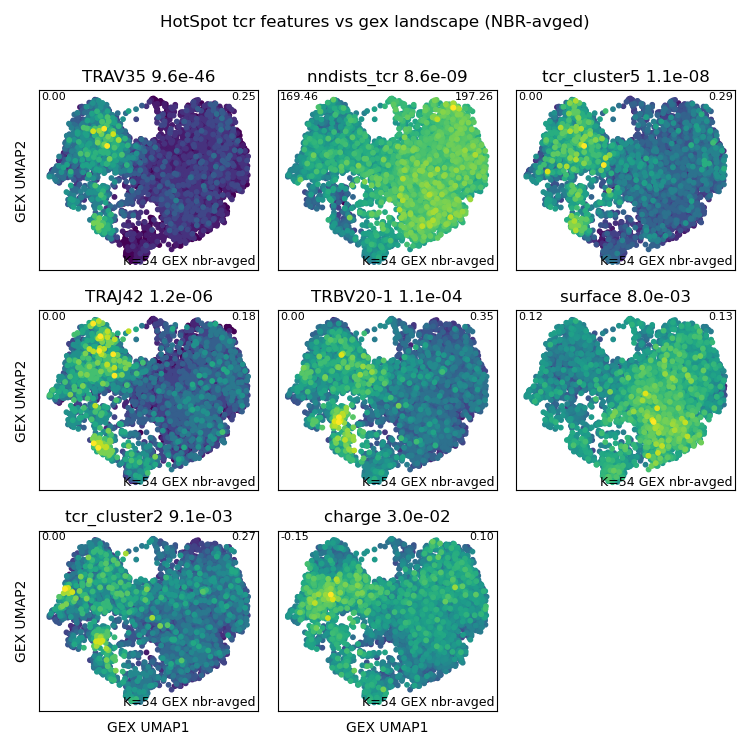 HotSpot tcr features vs gex landscape (NBR-avged)
TRAV35 9.6e-46
nndists_tcr 8.6e-09
tcr_cluster5 1.1e-08
0.00
0.25
169.46
197.26
0.00
0.29
GEX UMAP2
K=54 GEX nbr-avged
K=54 GEX nbr-avged
K=54 GEX nbr-avged
TRAJ42 1.2e-06
TRBV20-1 1.1e-04
surface 8.0e-03
0.00
0.18
0.00
0.35
0.12
0.13
GEX UMAP2
K=54 GEX nbr-avged
K=54 GEX nbr-avged
K=54 GEX nbr-avged
tcr_cluster2 9.1e-03
charge 3.0e-02
0.00
0.27
-0.15
0.10
GEX UMAP2
K=54 GEX nbr-avged
K=54 GEX nbr-avged
GEX UMAP1
GEX UMAP1